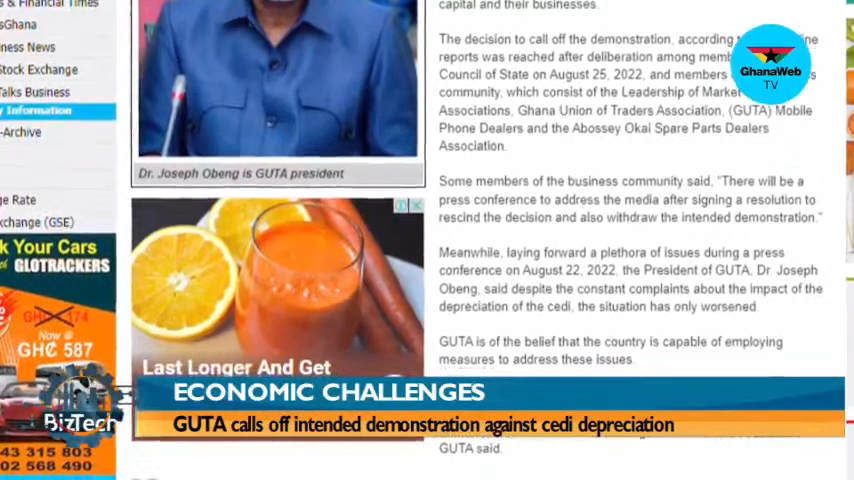 & Financial Times
sGhana
ness News
Stock Exchange
Talks Business
y Information
-Archive
ge Rate
xchange (GSE)
k Your Cars
GLOTRACKERS
Now @
GH₵ 587
43 315 803
02 568 490
Dr. Joseph Obeng is GUTA president
Last Longer And Get
capital and their businesses.
The decision to call off the demonstration, according
reports was reached after deliberation among
Council of State on August 25, 2022, and members
community, which consist of the Leadership of Market
Associations, Ghana Union of Traders Association, (GUTA) Mobile
Phone Dealers and the Abossey Okai Spare Parts Dealers
Association.
Some members of the business community said, "There will be a
press conference to address the media after signing a resolution to
rescind the decision and also withdraw the intended demonstration."
Meanwhile, laying forward a plethora of issues during a press
conference on August 22, 2022, the President of GUTA, Dr. Joseph
Obeng, said despite the constant complaints about the impact of the
depreciation of the cedi, the situation has only worsened.
GUTA is of the belief that the country is capable of employing
measures to address these issues.
GUTA said.
GhanaWeb
TV
BizTech
ECONOMIC CHALLENGES
GUTA calls off intended demonstration against cedi depreciation